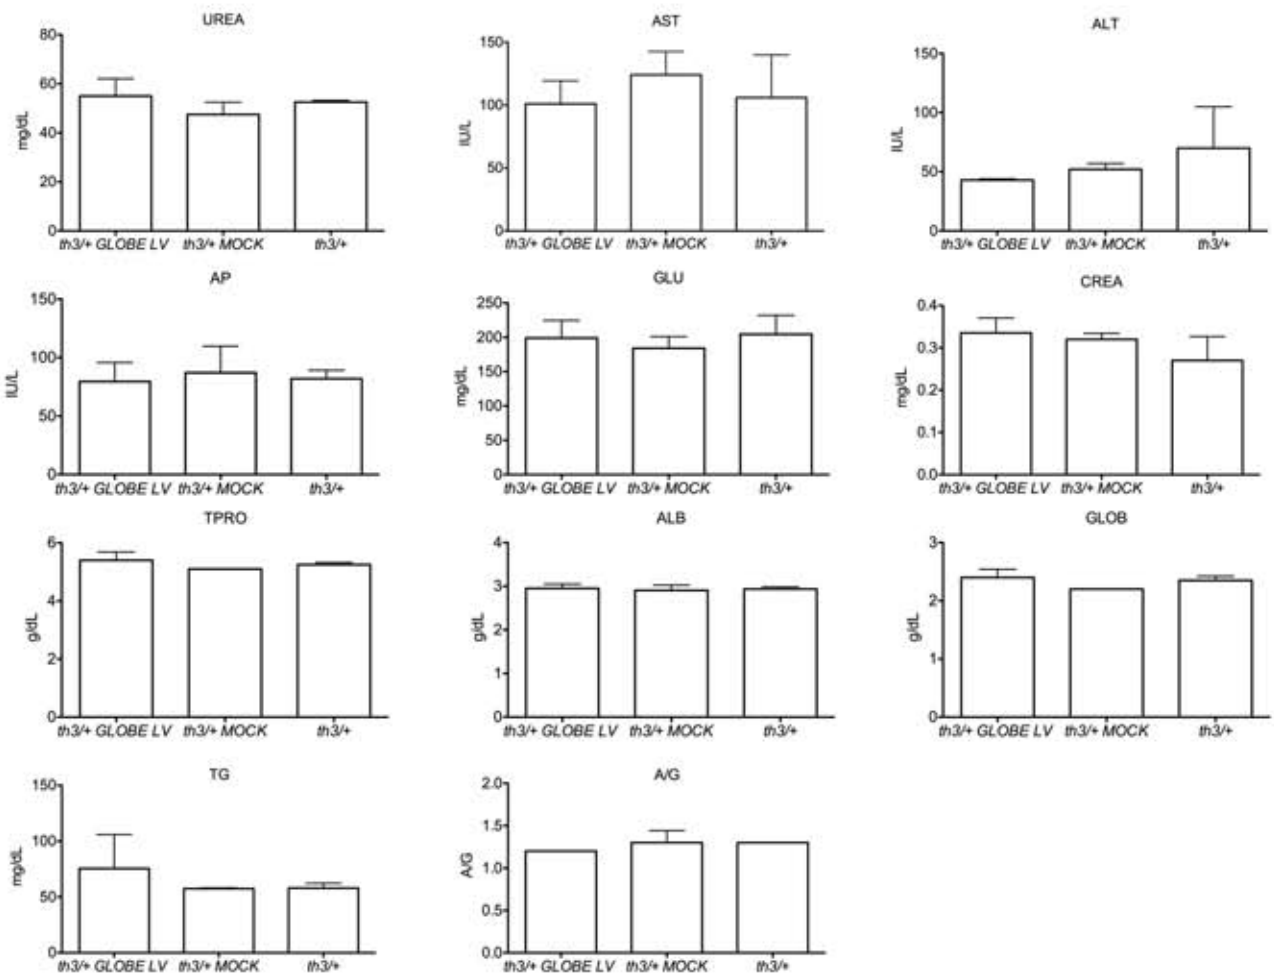 UREA
80
60
40
20
0
mg/dL
th3/+ GLOBE LV th3/+ MOCK th3/+
AST
150
100
50
0
IU/L
th3/+ GLOBE LV th3/+ MOCK th3/+
ALT
150
100
50
0
IU/L
th3/+ GLOBE LV th3/+ MOCK th3/+
AP
150
100
50
0
IU/L
th3/+ GLOBE LV th3/+ MOCK th3/+
GLU
250
200
150
100
50
0
mg/dL
th3/+ GLOBE LV th3/+ MOCK th3/+
CREA
0.4
0.3
0.2
0.1
0.0
mg/dL
th3/+ GLOBE LV th3/+ MOCK th3/+
TPRO
6
4
2
0
g/dL
th3/+ GLOBE LV th3/+ MOCK th3/+
ALB
4
3
2
1
0
g/dL
th3/+ GLOBE LV th3/+ MOCK th3/+
GLOB
3
2
1
0
g/dL
th3/+ GLOBE LV th3/+ MOCK th3/+
TG
150
100
50
0
mg/dL
th3/+ GLOBE LV th3/+ MOCK th3/+
A/G
2.0
1.5
1.0
0.5
0.0
A/G
th3/+ GLOBE LV th3/+ MOCK th3/+